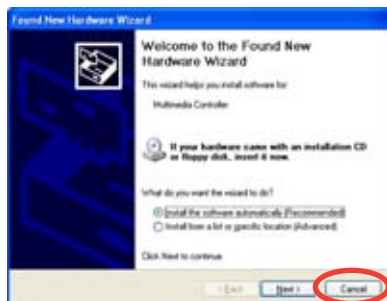 Found New Hardware Wizard
Welcome to the Found New
Hardware Wizard
This wizard helps you install software for:
Multimedia Controller
If your hardware came with an installation CD
or floppy disk, insert it now.
What do you want the wizard to do?
Install the software automatically (Recommended)
Install from a list or specific location (Advanced)
Click Next to continue.
< Back Next > Cancel